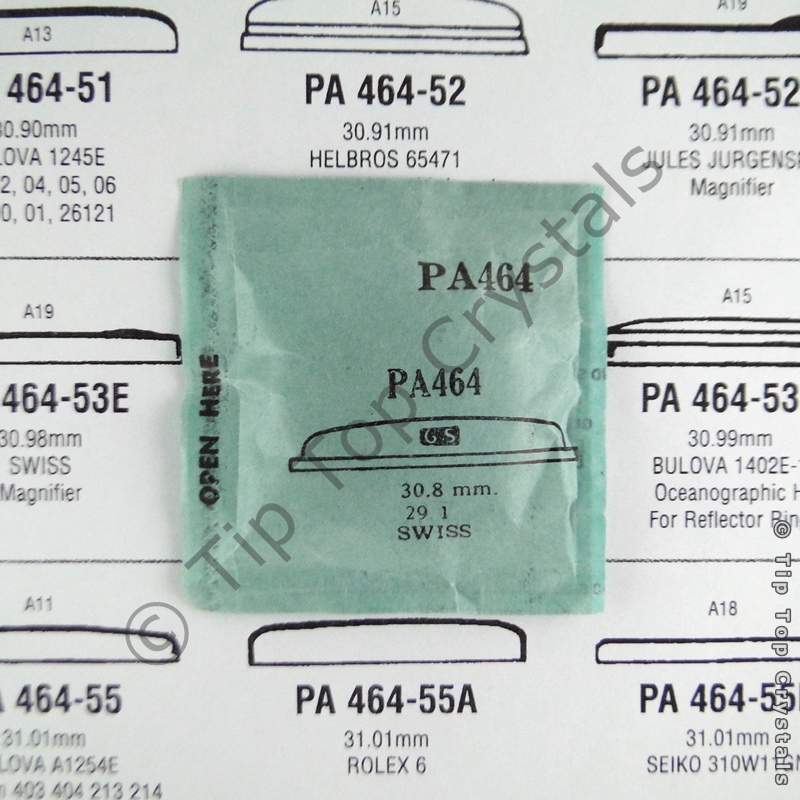 A13
464-51
30.90mm
LOVA 1245E
2, 04, 05, 06
0, 01, 26121
A15
PA 464-52
30.91mm
HELBROS 65471
A19
PA 464-52
30.91mm
JULES JURGENSE
Magnifier
OPEN HERE
PA464
PA464
GS
30.8 mm.
29 1
SWISS
A19
464-53E
30.98mm
SWISS
Magnifier
A15
PA 464-53
30.99mm
BULOVA 1402E-
Oceanographic H
For Reflector Rin
A11
A 464-55
31.01mm
LOVA A1254E
403 404 213 214
PA 464-55A
31.01mm
ROLEX 6
A18
PA 464-55
31.01mm
SEIKO 310W11GN
© Tip Top Crystals
© Tip Top Crystals